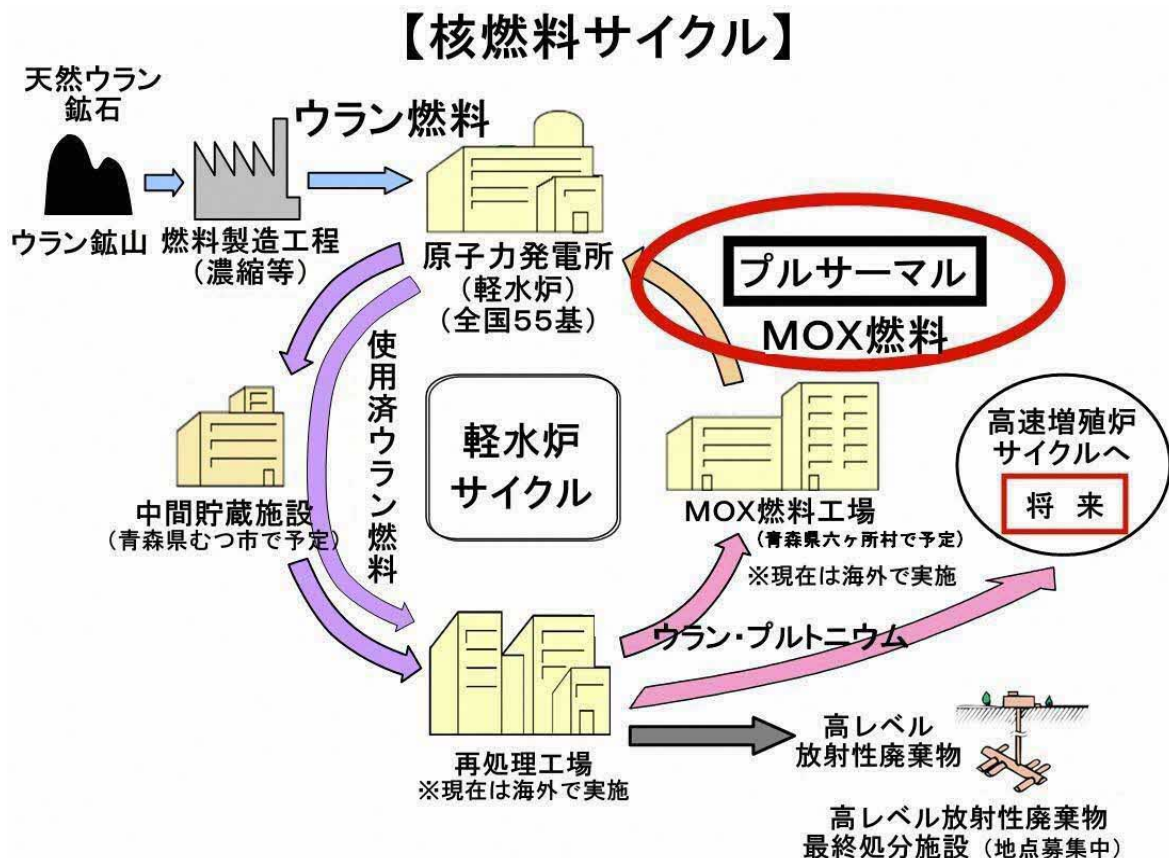 【核燃料サイクル】
天然ウラン
鉱石
ウラン燃料
ウラン鉱山
燃料製造工程
(濃縮等)
原子力発電所
(軽水炉)
(全国55基)
プルサーマル
MOX燃料
使用済ウラン燃料
軽水炉
サイクル
高速増殖炉
サイクルへ
将 来
中間貯蔵施設
(青森県むつ市で予定)
MOX燃料工場
(青森県六ヶ所村で予定)
※現在は海外で実施
ウラン・プルトニウム
再処理工場
※現在は海外で実施
高レベル
放射性廃棄物
高レベル放射性廃棄物
最終処分施設 (地点募集中)